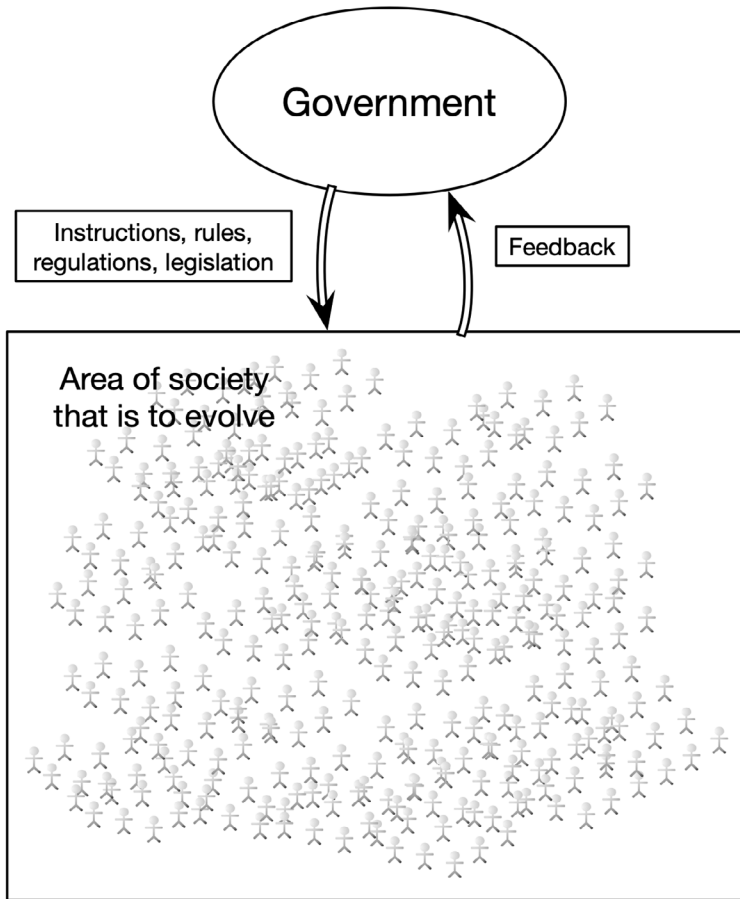 Government
Instructions, rules,
regulations, legislation
Feedback
Area of society
that is to evolve